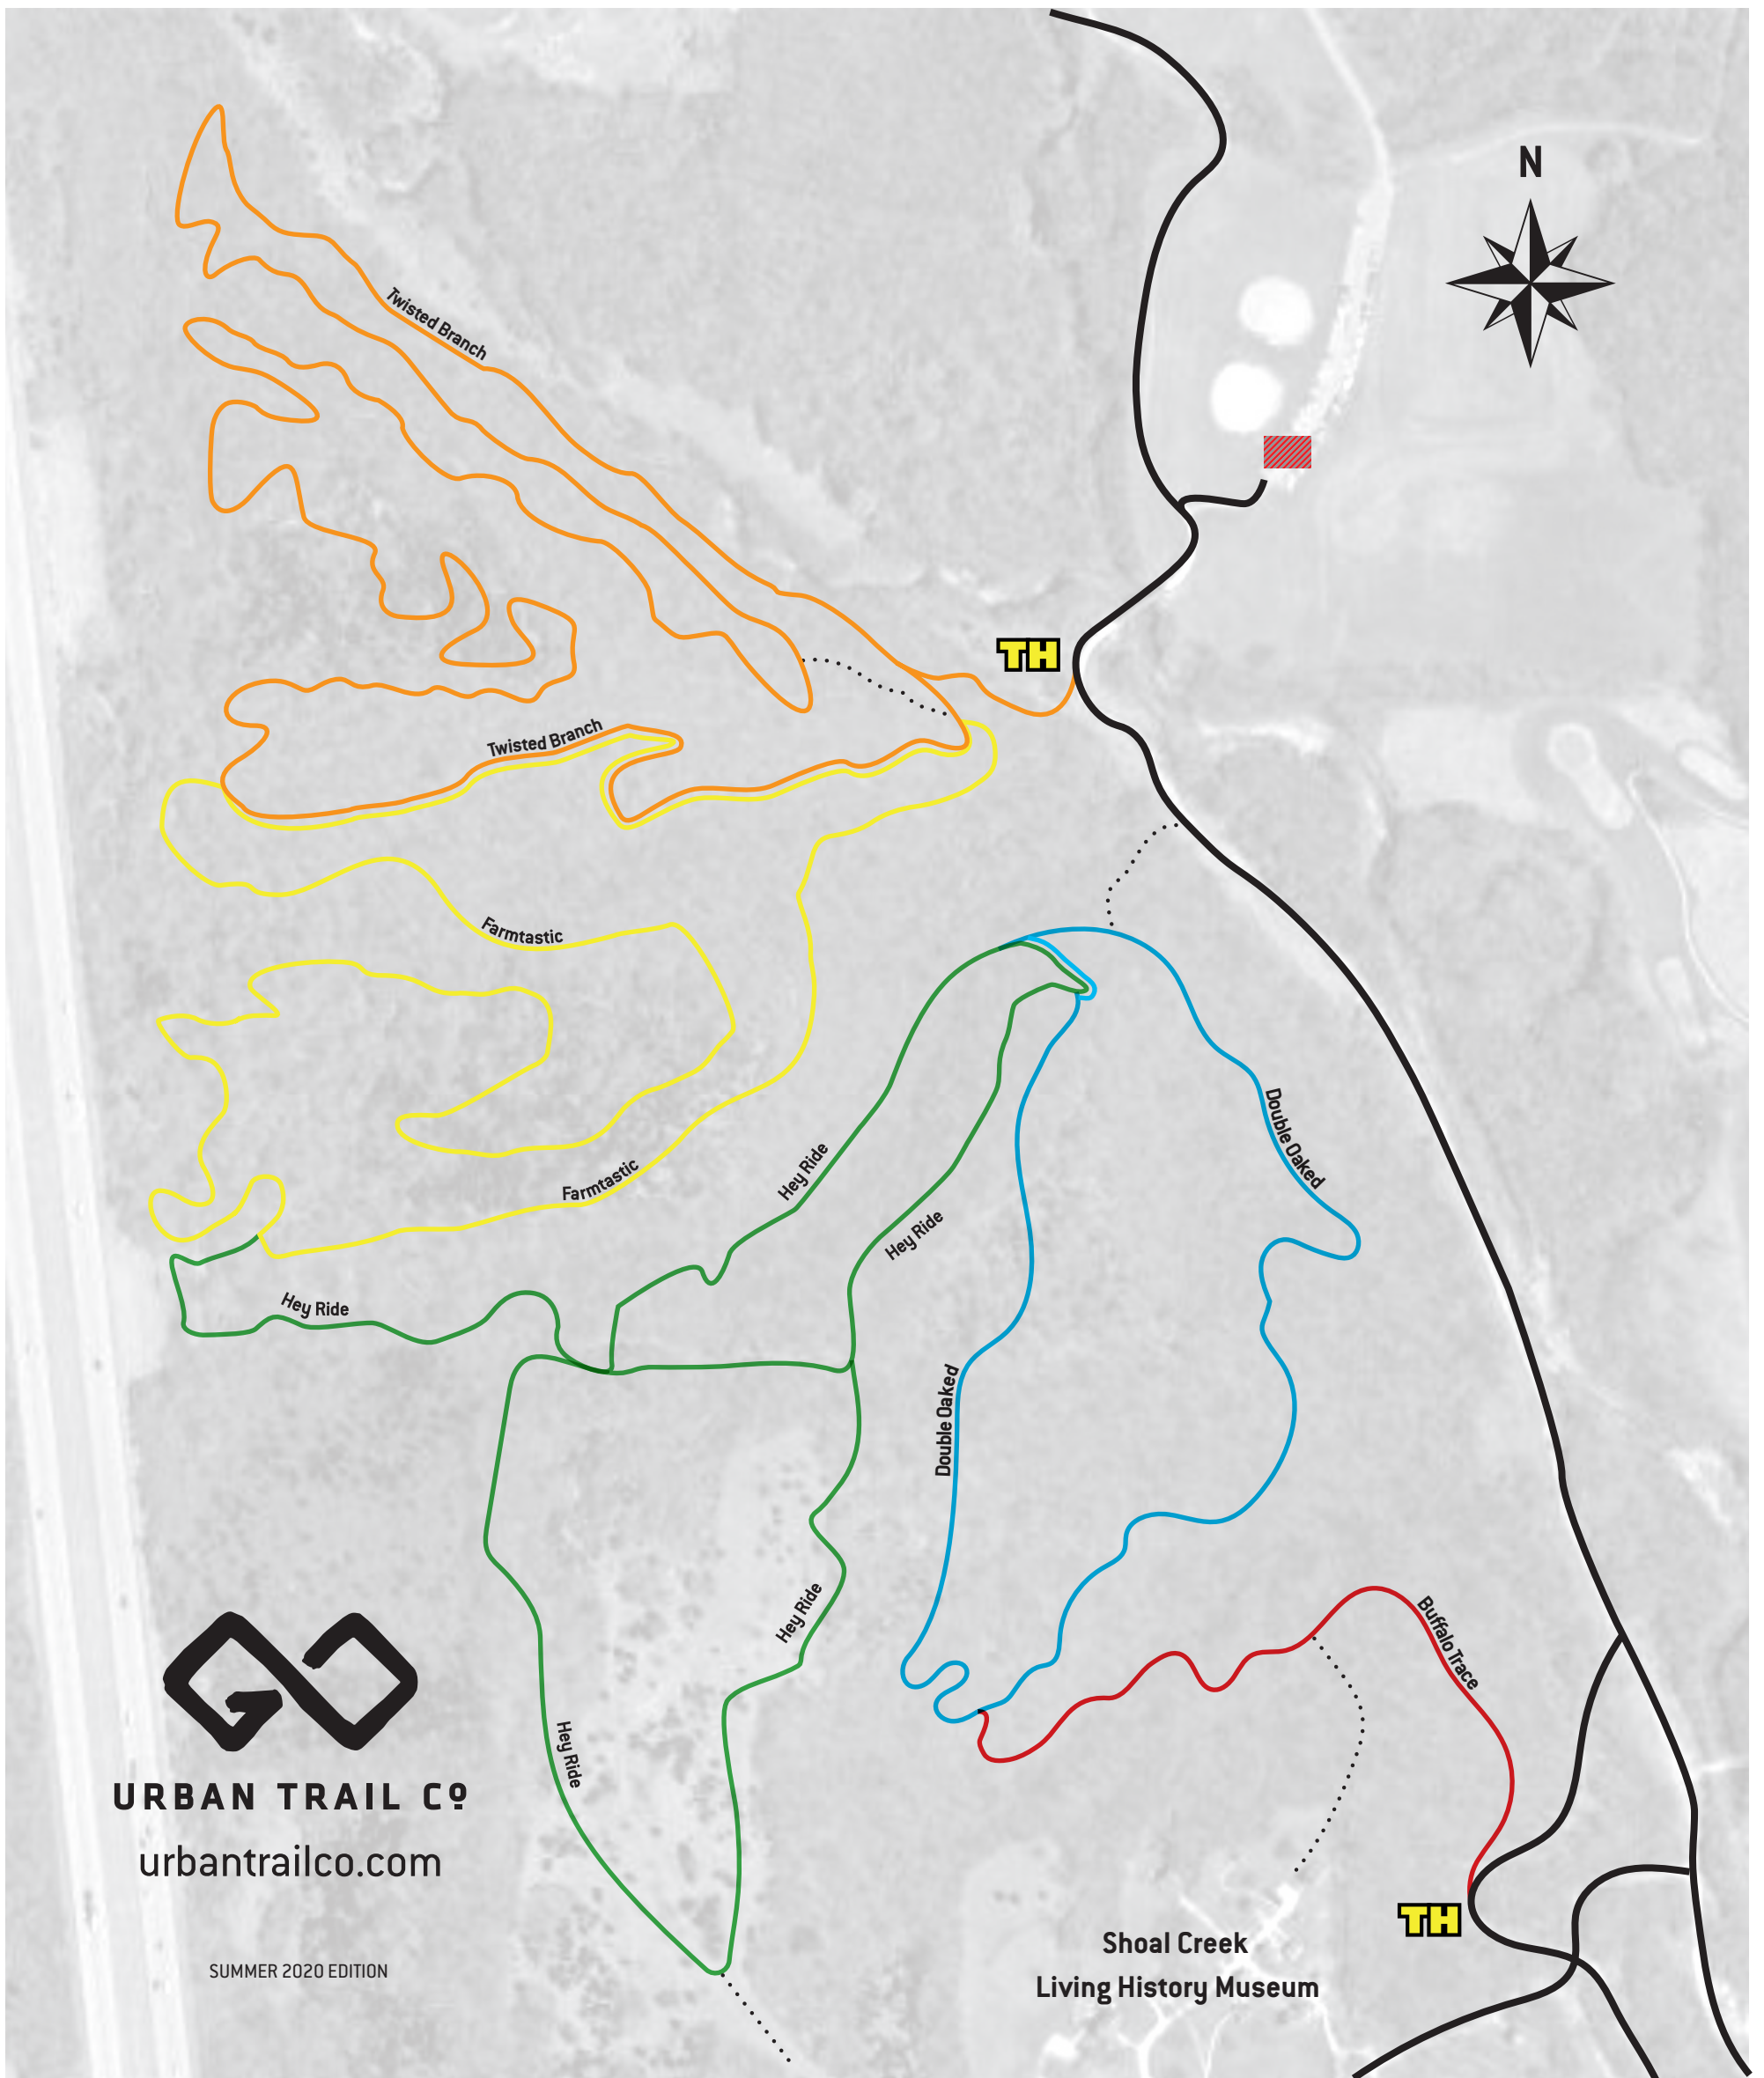 N
Twisted Branch
TH
Twisted Branch
Farmtastic
Double Oaked
Hey Ride
Farmtastic
Hey Ride
Hey Ride
Double Oaked
Hey Ride
Buffalo Trace
Hey Ride
URBAN TRAIL Cº
urbantrailco.com
TH
Shoal Creek
Living History Museum
SUMMER 2020 EDITION